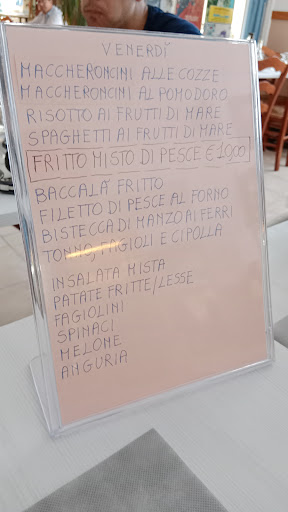 VENERDÌ
MACCHERONCINI ALLE COZZE
MACCHERONCINI AL POMODORO
RISOTTO AI FRUTTI DI MARE
SPAGHETTI AI FRUTTI DI MARE
FRITTO MISTO DI PESCE € 10,00
BACCALÀ FRITTO
FILETTO DI PESCE AL FORNO
BISTECCA DI MANZO AI FERRI
TONNO, FAGIOLI E CIPOLLA
INSALATA MISTA
PATATE FRITTE/LESSE
FAGIOLINI
SPINACI
MELONE
ANGURIA